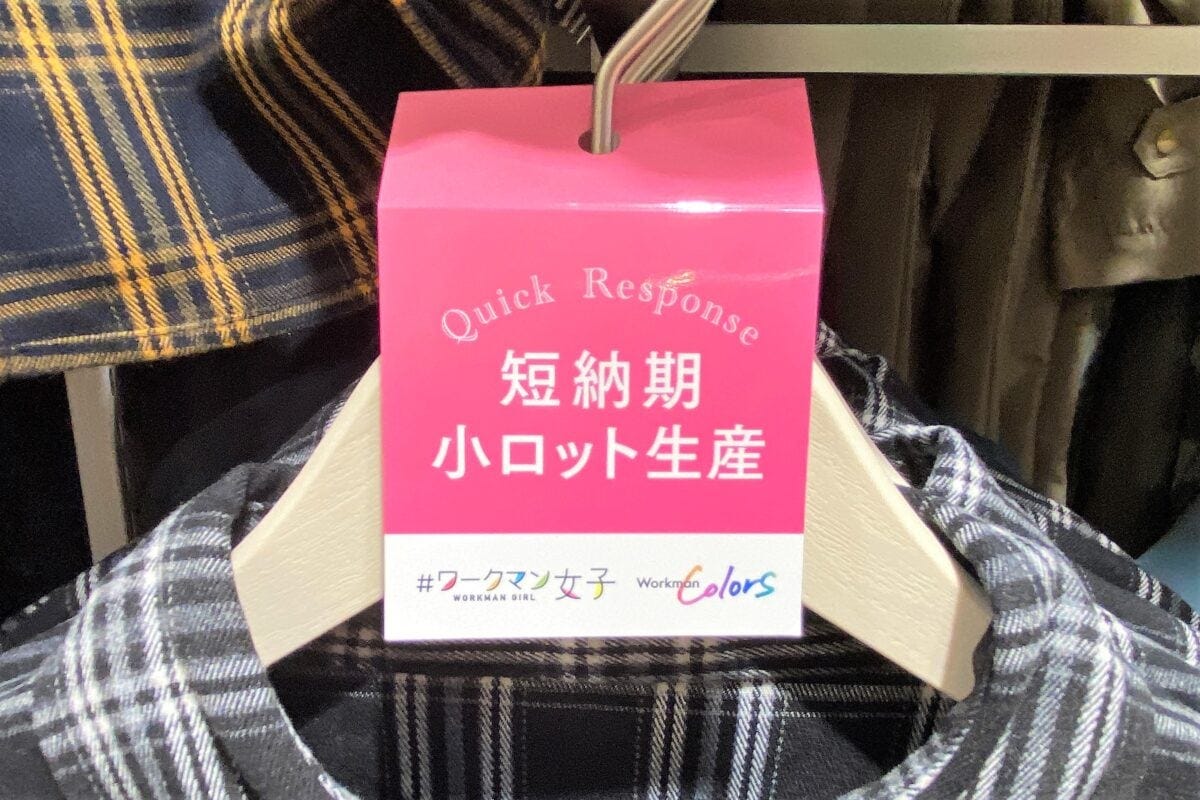 Quick Response
短納期
小ロット生産
#ワークマン女子 Workman Colors
WORKMAN GIRL